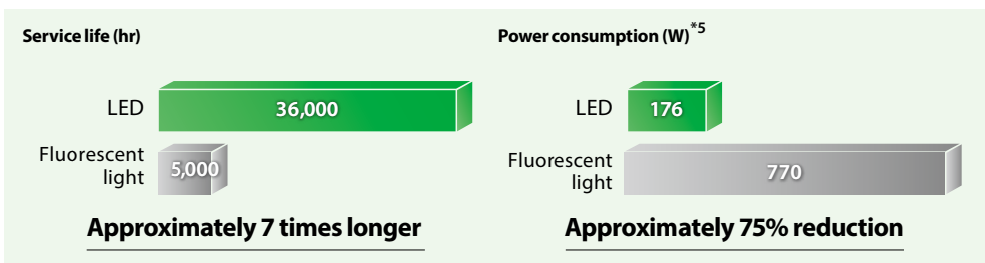 Service life (hr)
LED
36,000
Fluorescent
light
5,000
Approximately 7 times longer
Power consumption (W)*5
LED
176
Fluorescent
light
770
Approximately 75% reduction